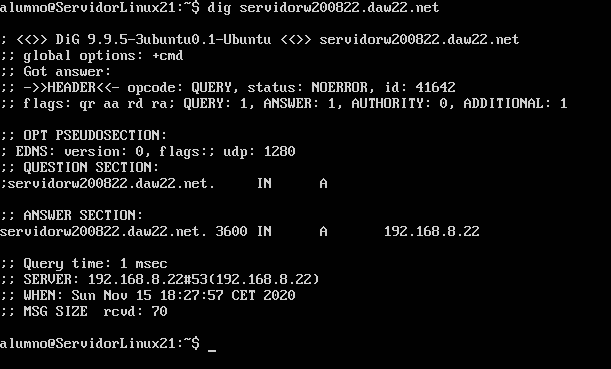 alumno@ServidorLinux21:~$ dig servidorw200822.daw22.net

; <<>> DiG 9.9.5-3ubuntu0.1-Ubuntu <<>> servidorw200822.daw22.net
;; global options: +cmd
;; Got answer:
;; ->>HEADER<<- opcode: QUERY, status: NOERROR, id: 41642
;; flags: qr aa rd ra; QUERY: 1, ANSWER: 1, AUTHORITY: 0, ADDITIONAL: 1

;; OPT PSEUDOSECTION:
; EDNS: version: 0, flags:; udp: 1280
;; QUESTION SECTION:
;servidorw200822.daw22.net.     IN      A

;; ANSWER SECTION:
servidorw200822.daw22.net. 3600 IN      A       192.168.8.22

;; Query time: 1 msec
;; SERVER: 192.168.8.22#53(192.168.8.22)
;; WHEN: Sun Nov 15 18:27:57 CET 2020
;; MSG SIZE  rcvd: 70

alumno@ServidorLinux21:~$ _